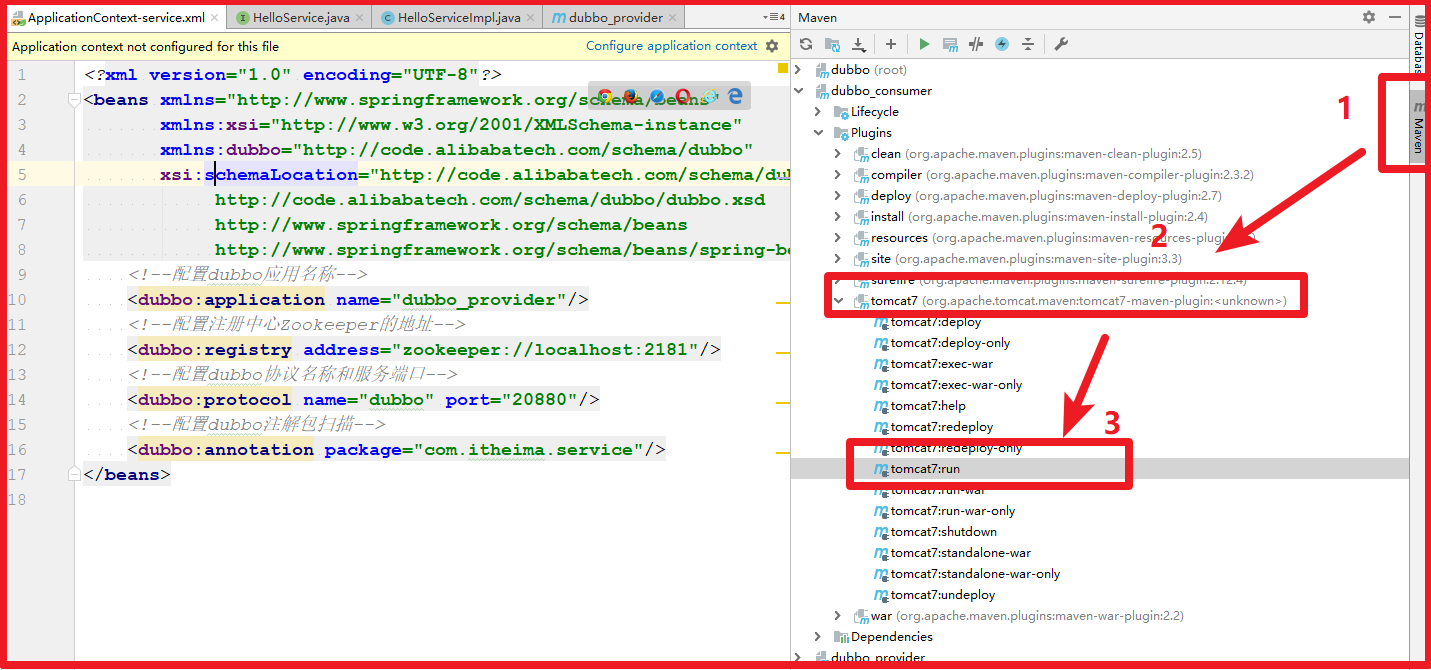 ApplicationContext-service.xml
HelloService.java
HelloServiceImpl.java
dubbo_provider
4
Application context not configured for this file
Configure application context
1 <?xml version="1.0" encoding="UTF-8"?>
2 <beans xmlns="http://www.springframework.org/schema/beans"
3 xmlns:xsi="http://www.w3.org/2001/XMLSchema-instance"
4 xmlns:dubbo="http://code.alibabatech.com/schema/dubbo"
5 xsi:schemaLocation="http://code.alibabatech.com/schema/du
6 http://code.alibabatech.com/schema/dubbo/dubbo.xsd
7 http://www.springframework.org/schema/beans
8 http://www.springframework.org/schema/beans/spring-be
9 <!--配置dubbo应用名称-->
10 <dubbo:application name="dubbo_provider"/>
11 <!--配置注册中心Zookeeper的地址-->
12 <dubbo:registry address="zookeeper://localhost:2181"/>
13 <!--配置dubbo协议名称和服务端口-->
14 <dubbo:protocol name="dubbo" port="20880"/>
15 <!--配置dubbo注解包扫描-->
16 <dubbo:annotation package="com.itheima.service"/>
17 </beans>
18
Maven
dubbo (root)
dubbo_consumer
Lifecycle
Plugins
clean (org.apache.maven.plugins:maven-clean-plugin:2.5)
compiler (org.apache.maven.plugins:maven-compiler-plugin:2.3.2)
deploy (org.apache.maven.plugins:maven-deploy-plugin:2.7)
install (org.apache.maven.plugins:maven-install-plugin:2.4)
resources (org.apache.maven.plugins:maven-resources-plugin
site (org.apache.maven.plugins:maven-site-plugin:3.3)
surefire (org.apache.maven.plugins:maven-surefire-plugin:2.12.4)
tomcat7 (org.apache.tomcat.maven:tomcat7-maven-plugin:<unknown>)
tomcat7:deploy
tomcat7:deploy-only
tomcat7:exec-war
tomcat7:exec-war-only
tomcat7:help
tomcat7:redeploy
tomcat7:redeploy-only
tomcat7:run
tomcat7:run-war
tomcat7:run-war-only
tomcat7:shutdown
tomcat7:standalone-war
tomcat7:standalone-war-only
tomcat7:undeploy
war (org.apache.maven.plugins:maven-war-plugin:2.2)
Dependencies
dubbo_provider
1
2
3
Databas
Maven